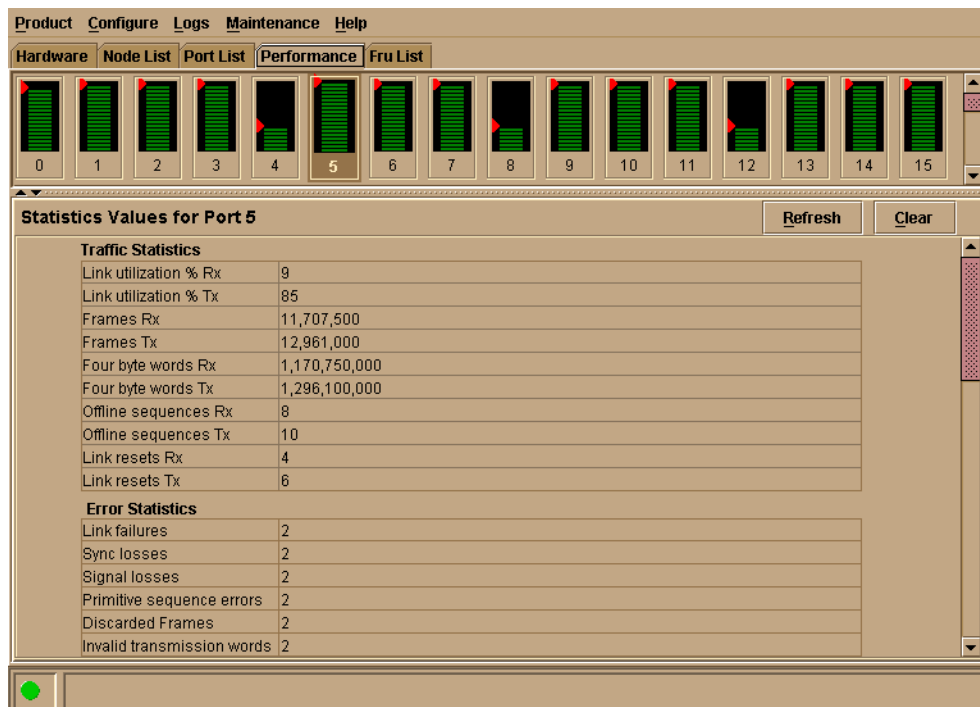 Product Configure Logs Maintenance Help
Hardware Node List Port List Performance Fru List
0 1 2 3 4 5 6 7 8 9 10 11 12 13 14 15
Statistics Values for Port 5 Refresh Clear
Traffic Statistics
Link utilization % Rx 9
Link utilization % Tx 85
Frames Rx 11,707,500
Frames Tx 12,961,000
Four byte words Rx 1,170,750,000
Four byte words Tx 1,296,100,000
Offline sequences Rx 8
Offline sequences Tx 10
Link resets Rx 4
Link resets Tx 6
Error Statistics
Link failures 2
Sync losses 2
Signal losses 2
Primitive sequence errors 2
Discarded Frames 2
Invalid transmission words 2